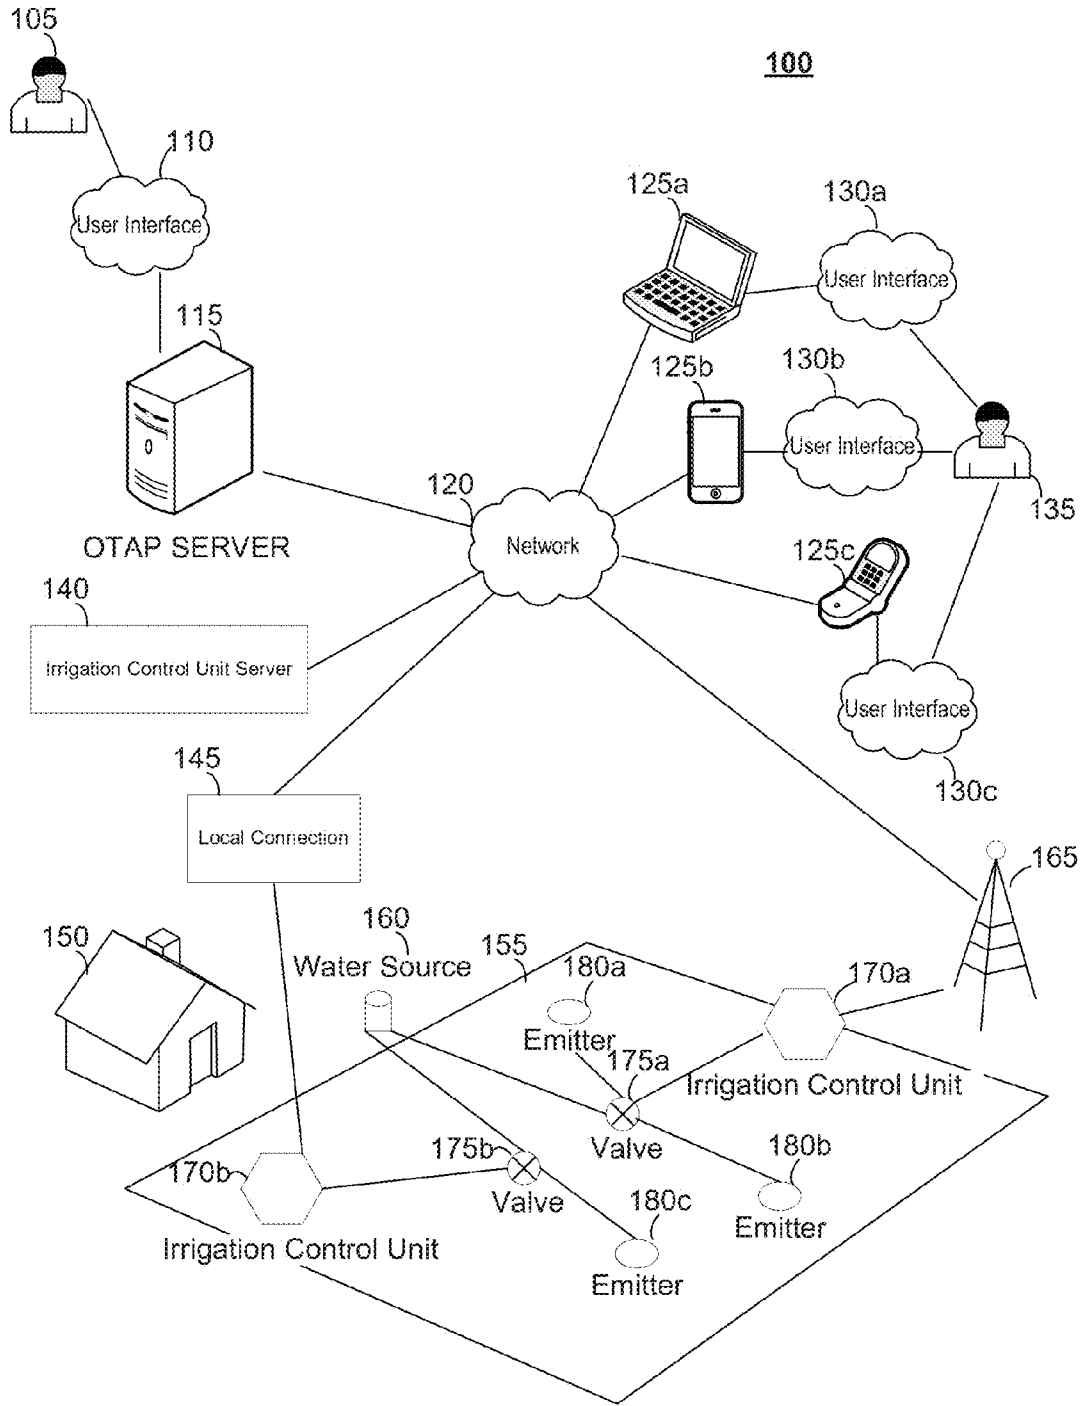 105
100
110
User Interface
125a
130a
User Interface
115
125b
130b
User Interface
120
135
OTAP SERVER
Network
125c
140
Irrigation Control Unit Server
User Interface
130c
145
Local Connection
165
160
150
155
Water Source
180a
170a
Emitter
175a
Irrigation Control Unit
175b
Valve
180b
170b
Valve
180c
Emitter
Irrigation Control Unit
Emitter